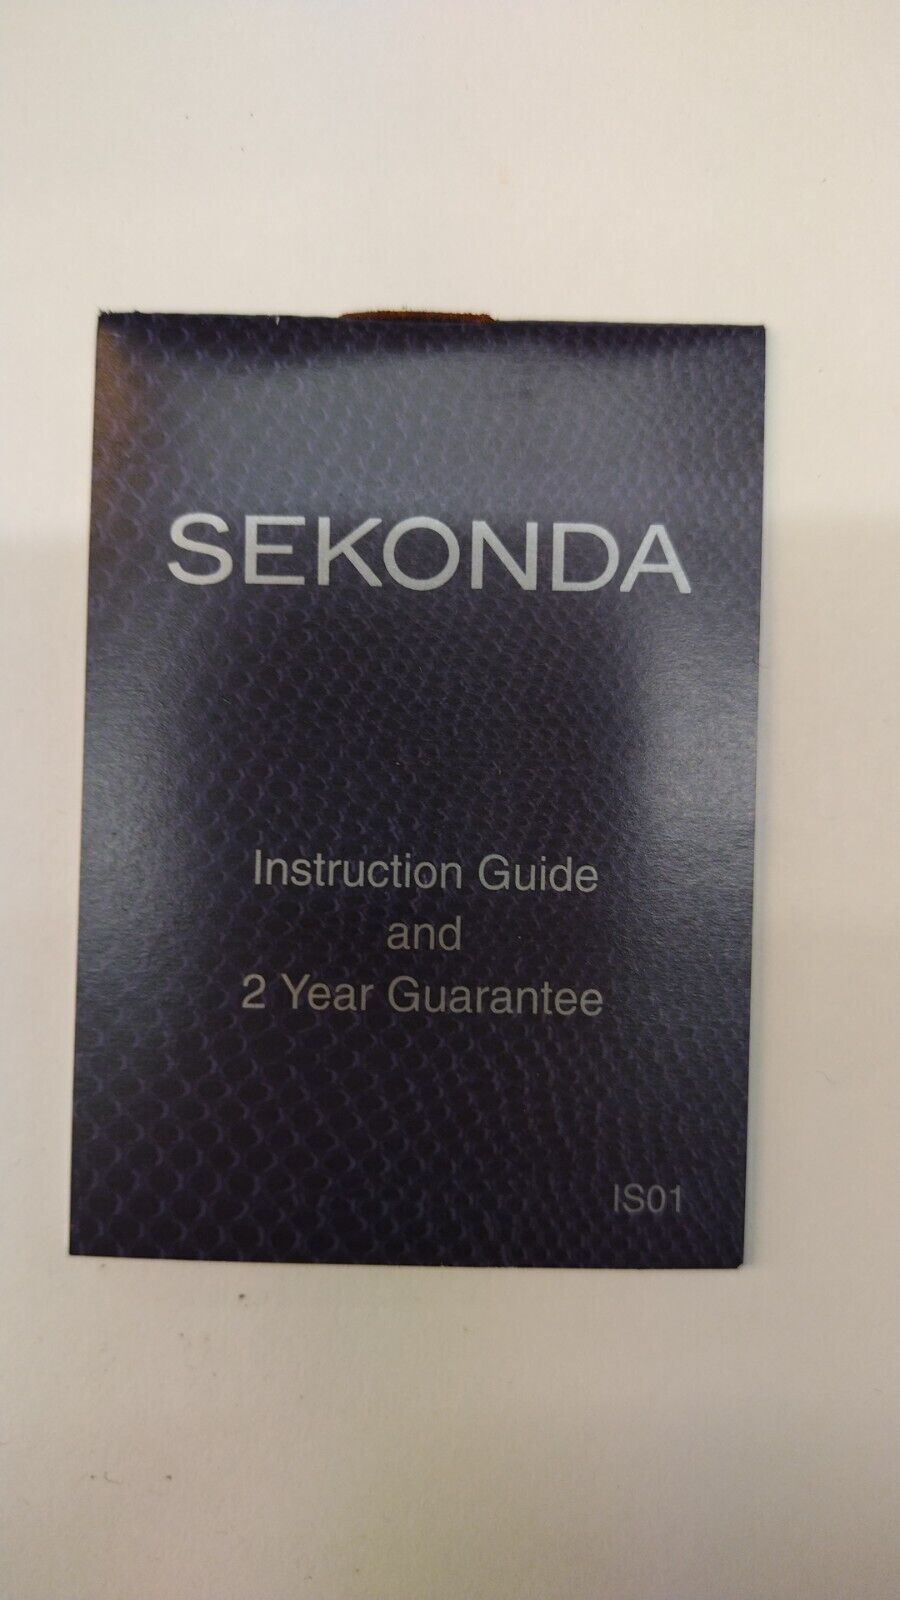 SEKONDA
Instruction Guide
and
2 Year Guarantee
IS01